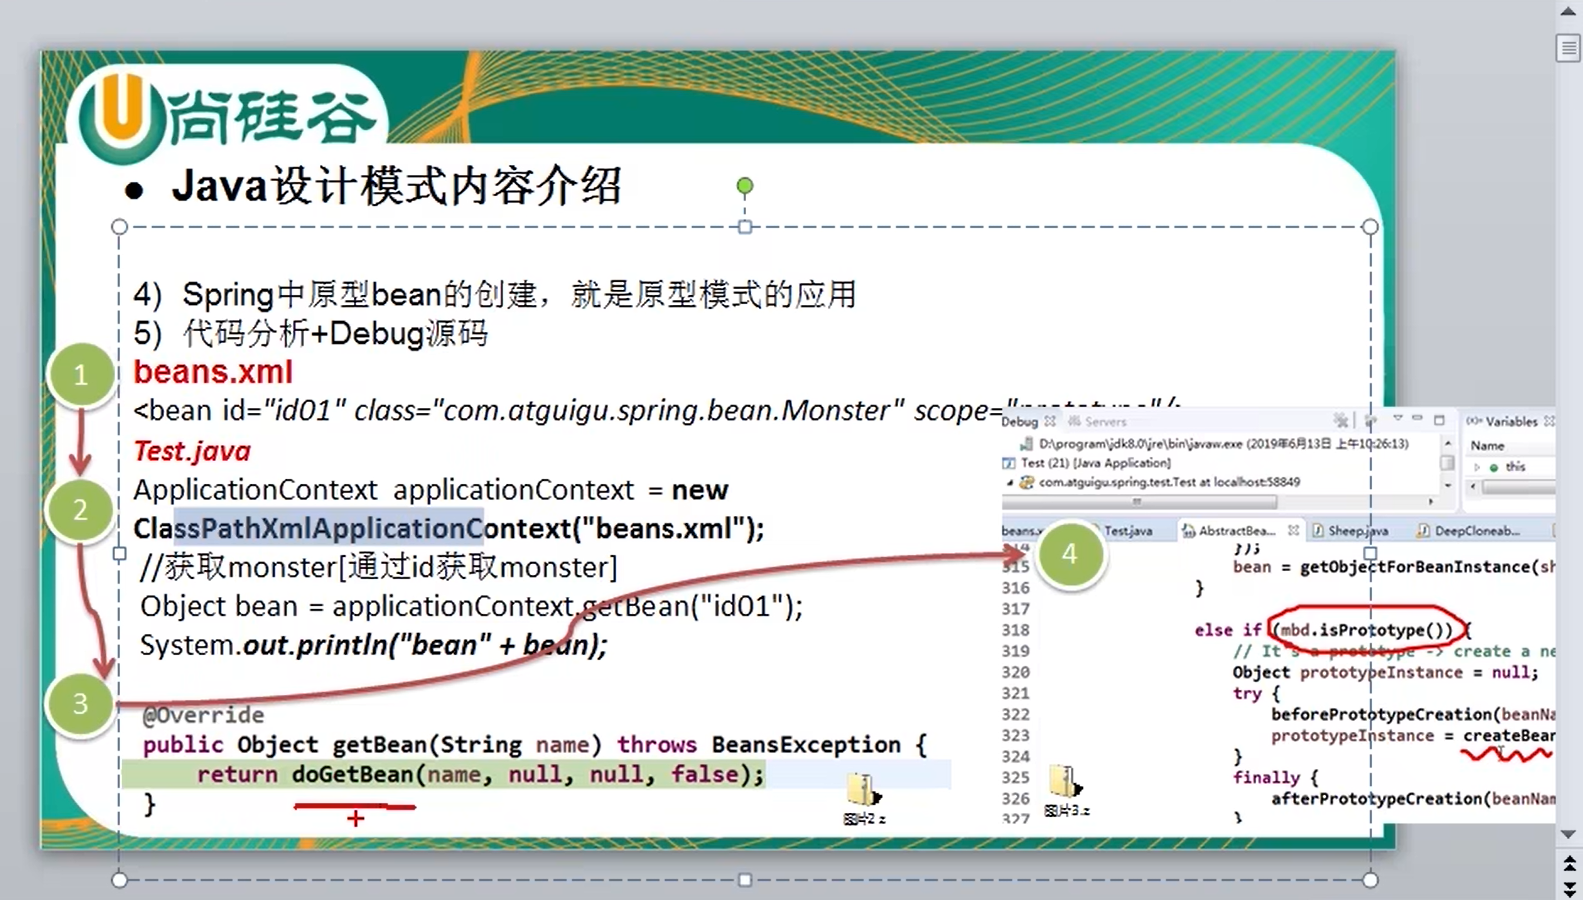 尚硅谷
● Java设计模式内容介绍
4) Spring中原型bean的创建，就是原型模式的应用
5) 代码分析+Debug源码
1
beans.xml
<bean id="id01" class="com.atguigu.spring.bean.Monster" scope="prototype"/>
Test.java
2
ApplicationContext applicationContext = new
ClassPathXmlApplicationContext("beans.xml");
//获取monster[通过id获取monster]
Object bean = applicationContext.getBean("id01");
System.out.println("bean" + bean);
3
@Override
public Object getBean(String name) throws BeansException {
return doGetBean(name, null, null, false);
}
图片2.z
4
Debug Servers
D:\program\jdk8.0\jre\bin\javaw.exe (2019年6月13日 上午10:26:13)
Test (21) [Java Application]
com.atguigu.spring.test.Test at localhost:58849
Variables
Name
this
beans.x Test.java AbstractBea... Sheep.java DeepCloneab...
314 });
315 bean = getObjectForBeanInstance(sh
316 }
317
318 else if (mbd.isPrototype()) {
319 // It's a prototype -> create a ne
320 Object prototypeInstance = null;
321 try {
322 beforePrototypeCreation(beanNa
323 prototypeInstance = createBean
324 }
325 finally {
326 afterPrototypeCreation(beanNam
327 }
图片3.z